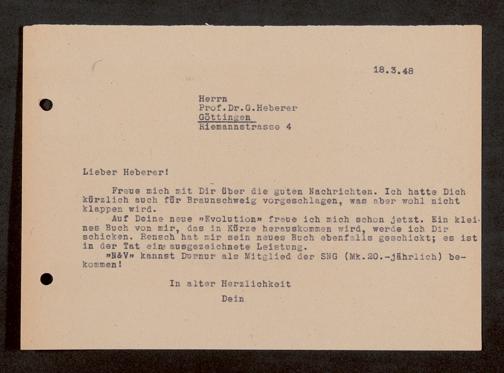 18.3.48
Herrn
Prof.Dr.G.Heberer
Göttingen
Riemannstrasse 4
Lieber Heberer!
Freue mich mit Dir über die guten Nachrichten. Ich hatte Dich
kürzlich auch für Braunschweig vorgeschlagen, was aber wohl nicht
klappen wird.
Auf Deine neue "Evolution" freue ich mich schon jetzt. Ein klei-
nes Buch von mir, das in Kürze herauskommen wird, werde ich Dir
schicken. Rensch hat mir sein neues Buch ebenfalls geschickt; es ist
in der Tat eine ausgezeichnete Leistung.
"N&V" kannst Du nur als Mitglied der SNG (Mk.20.-jährlich) be-
kommen!
In alter Herzlichkeit
Dein